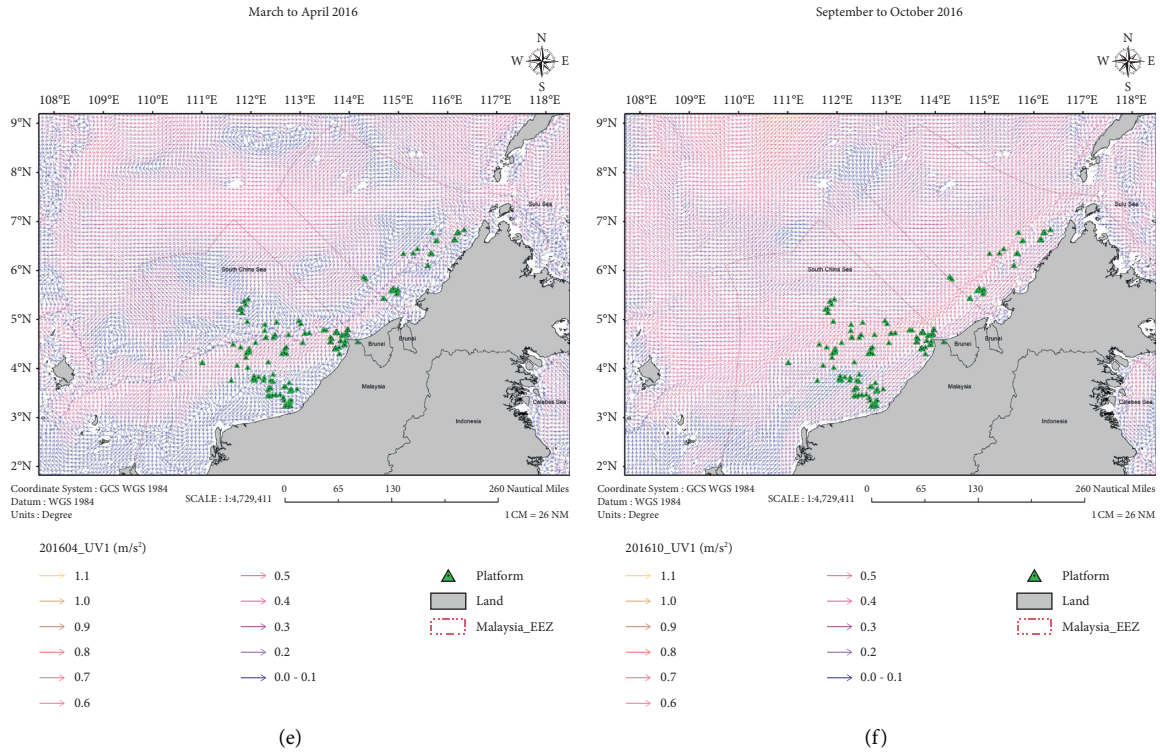 March to April 2016
N
W E
S
108°E 109°E 110°E 111°E 112°E 113°E 114°E 115°E 116°E 117°E 118°E
9°N
8°N
7°N
6°N
5°N
4°N
3°N
2°N
Sulu Sea
South China Sea
Brunei
Brunei
Malaysia
Indonesia
Celebes Sea
Coordinate System : GCS WGS 1984
Datum : WGS 1984
Units : Degree
SCALE : 1:4,729,411
0 65 130 260 Nautical Miles
1 CM = 26 NM
201604_UV1 (m/s²)
1.1
1.0
0.9
0.8
0.7
0.6
0.5
0.4
0.3
0.2
0.0 - 0.1
Platform
Land
Malaysia_EEZ
(e)
September to October 2016
N
W E
S
108°E 109°E 110°E 111°E 112°E 113°E 114°E 115°E 116°E 117°E 118°E
9°N
8°N
7°N
6°N
5°N
4°N
3°N
2°N
Sulu Sea
South China Sea
Brunei
Brunei
Malaysia
Indonesia
Celebes Sea
Coordinate System : GCS WGS 1984
Datum : WGS 1984
Units : Degree
SCALE : 1:4,729,411
0 65 130 260 Nautical Miles
1 CM = 26 NM
201610_UV1 (m/s²)
1.1
1.0
0.9
0.8
0.7
0.6
0.5
0.4
0.3
0.2
0.0 - 0.1
Platform
Land
Malaysia_EEZ
(f)